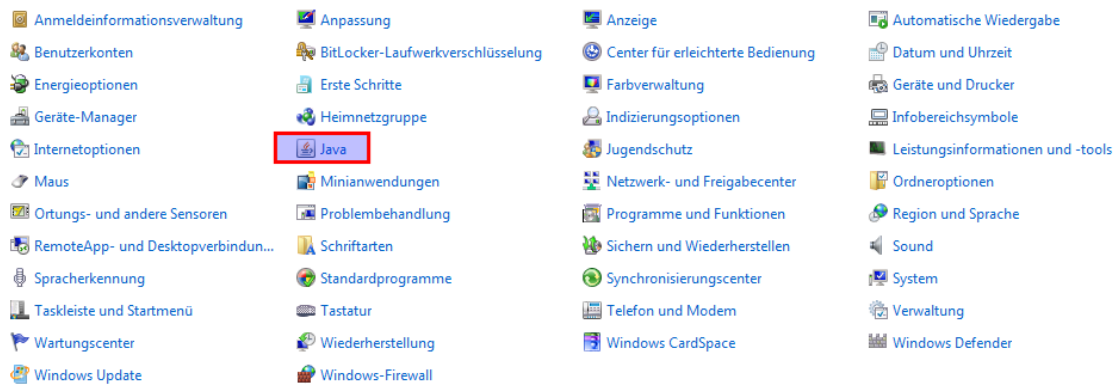 Anmeldeinformationsverwaltung Anpassung Anzeige Automatische Wiedergabe
Benutzerkonten BitLocker-Laufwerkverschlüsselung Center für erleichterte Bedienung Datum und Uhrzeit
Energieoptionen Erste Schritte Farbverwaltung Geräte und Drucker
Geräte-Manager Heimnetzgruppe Indizierungsoptionen Infobereichsymbole
Internetoptionen Java Jugendschutz Leistungsinformationen und -tools
Maus Minianwendungen Netzwerk- und Freigabecenter Ordneroptionen
Ortungs- und andere Sensoren Problembehandlung Programme und Funktionen Region und Sprache
RemoteApp- und Desktopverbindun... Schriftarten Sichern und Wiederherstellen Sound
Spracherkennung Standardprogramme Synchronisierungscenter System
Taskleiste und Startmenü Tastatur Telefon und Modem Verwaltung
Wartungscenter Wiederherstellung Windows CardSpace Windows Defender
Windows Update Windows-Firewall